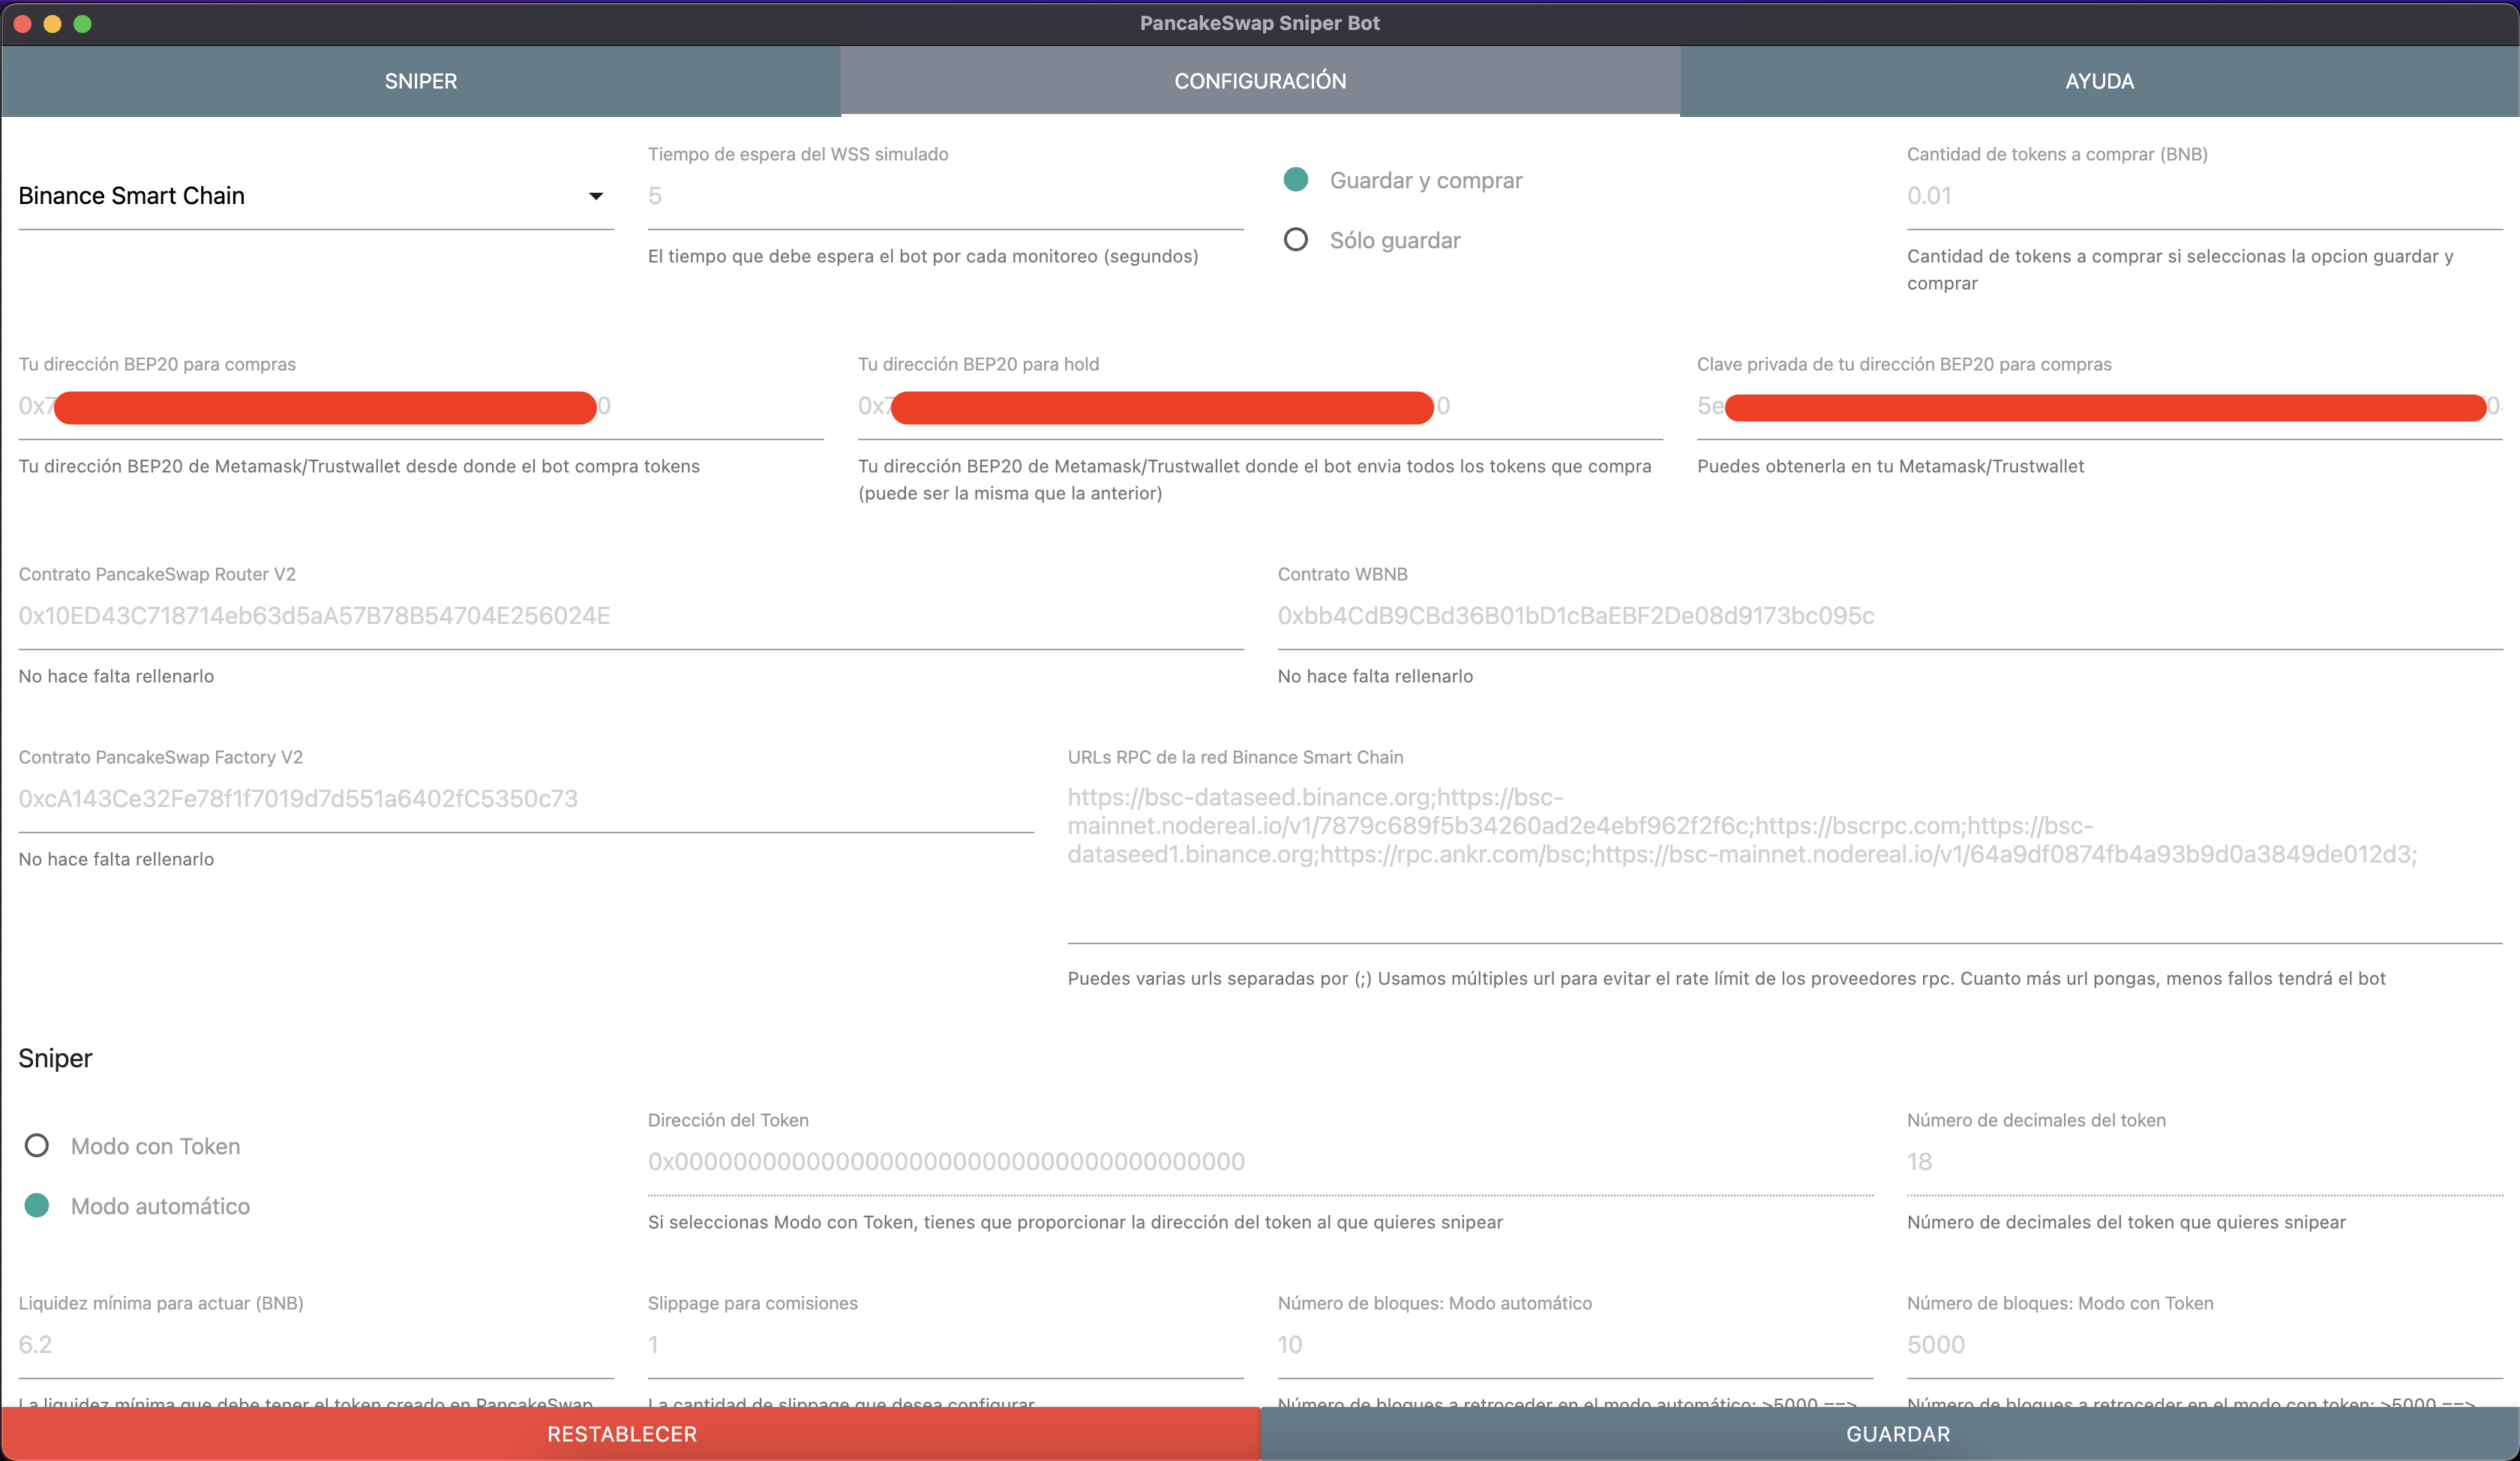 PancakeSwap Sniper Bot
SNIPER
CONFIGURACIÓN
AYUDA
Binance Smart Chain
Tiempo de espera del WSS simulado
5
El tiempo que debe espera el bot por cada monitoreo (segundos)
Guardar y comprar
Sólo guardar
Cantidad de tokens a comprar (BNB)
0.01
Cantidad de tokens a comprar si seleccionas la opcion guardar y
comprar
Tu dirección BEP20 para compras
0x7 0
Tu dirección BEP20 de Metamask/Trustwallet desde donde el bot compra tokens
Tu dirección BEP20 para hold
0x7 0
Tu dirección BEP20 de Metamask/Trustwallet donde el bot envia todos los tokens que compra
(puede ser la misma que la anterior)
Clave privada de tu dirección BEP20 para compras
5e
Puedes obtenerla en tu Metamask/Trustwallet
Contrato PancakeSwap Router V2
0x10ED43C718714eb63d5aA57B78B54704E256024E
No hace falta rellenarlo
Contrato WBNB
0xbb4CdB9CBd36B01bD1cBaEBF2De08d9173bc095c
No hace falta rellenarlo
Contrato PancakeSwap Factory V2
0xcA143Ce32Fe78f1f7019d7d551a6402fC5350c73
No hace falta rellenarlo
URLs RPC de la red Binance Smart Chain
https://bsc-dataseed.binance.org;https://bsc-
mainnet.nodereal.io/v1/7879c689f5b34260ad2e4ebf962f2f6c;https://bscrpc.com;https://bsc-
dataseed1.binance.org;https://rpc.ankr.com/bsc;https://bsc-mainnet.nodereal.io/v1/64a9df0874fb4a93b9d0a3849de012d3;
Puedes varias urls separadas por (;) Usamos múltiples url para evitar el rate límit de los proveedores rpc. Cuanto más url pongas, menos fallos tendrá el bot
Sniper
Modo con Token
Modo automático
Dirección del Token
0x0000000000000000000000000000000000000000
Si seleccionas Modo con Token, tienes que proporcionar la dirección del token al que quieres snipear
Número de decimales del token
18
Número de decimales del token que quieres snipear
Liquidez mínima para actuar (BNB)
6.2
La liquidez mínima que debe tener el token creado en PancakeSwap
Slippage para comisiones
1
La cantidad de slippage que desea configurar
Número de bloques: Modo automático
10
Número de bloques a retroceder en el modo automático: >5000 ==>
Número de bloques: Modo con Token
5000
Número de bloques a retroceder en el modo con token: >5000 ==>
RESTABLECER
GUARDAR